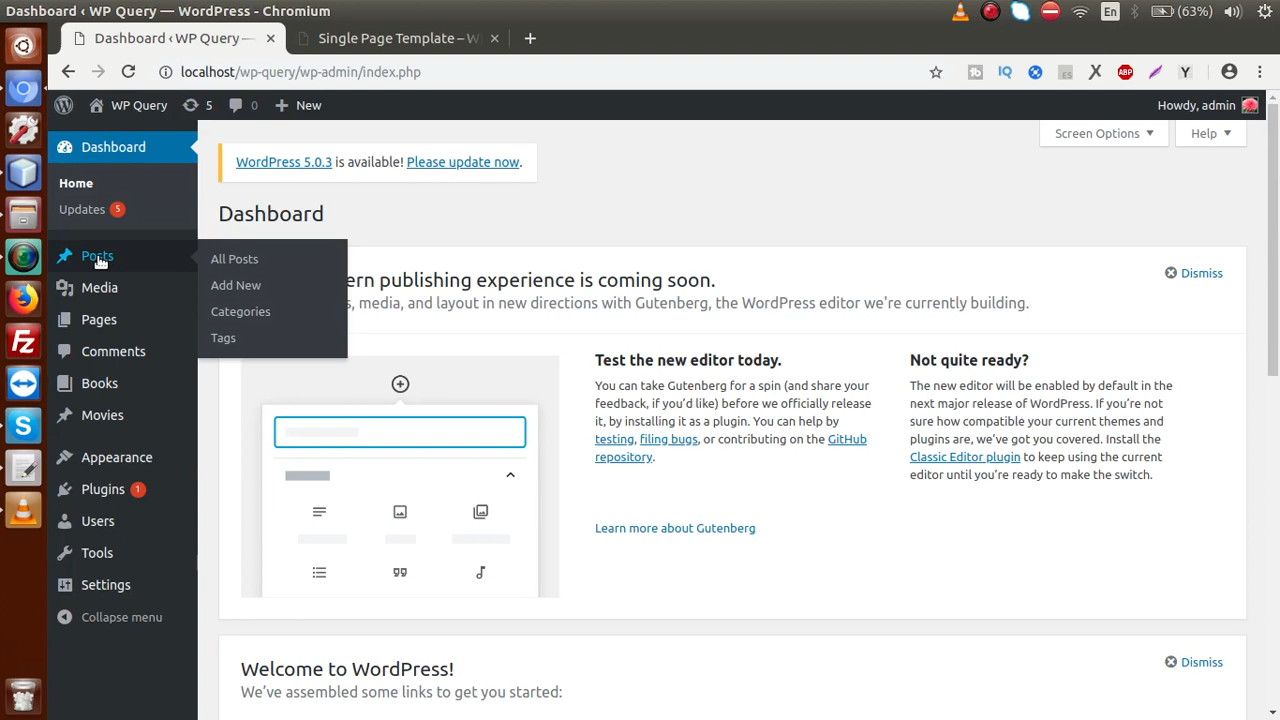 Dashboard ‹ WP Query — WordPress - Chromium
En
(63%)
Dashboard ‹ WP Query —
Single Page Template – W
localhost/wp-query/wp-admin/index.php
IQ
ES
X
ABP
Y
WP Query
5
0
New
Howdy, admin
Dashboard
Home
Updates 5
Posts
Media
Pages
Comments
Books
Movies
Appearance
Plugins 1
Users
Tools
Settings
Collapse menu
All Posts
Add New
Categories
Tags
Screen Options
Help
WordPress 5.0.3 is available! Please update now.
Dashboard
ern publishing experience is coming soon.
Dismiss
s, media, and layout in new directions with Gutenberg, the WordPress editor we're currently building.
Test the new editor today.
You can take Gutenberg for a spin (and share your
feedback, if you'd like) before we officially release
it, by installing it as a plugin. You can help by
testing, filing bugs, or contributing on the GitHub
repository.
Learn more about Gutenberg
Not quite ready?
The new editor will be enabled by default in the
next major release of WordPress. If you're not
sure how compatible your current themes and
plugins are, we've got you covered. Install the
Classic Editor plugin to keep using the current
editor until you're ready to make the switch.
Welcome to WordPress!
Dismiss
We've assembled some links to get you started: